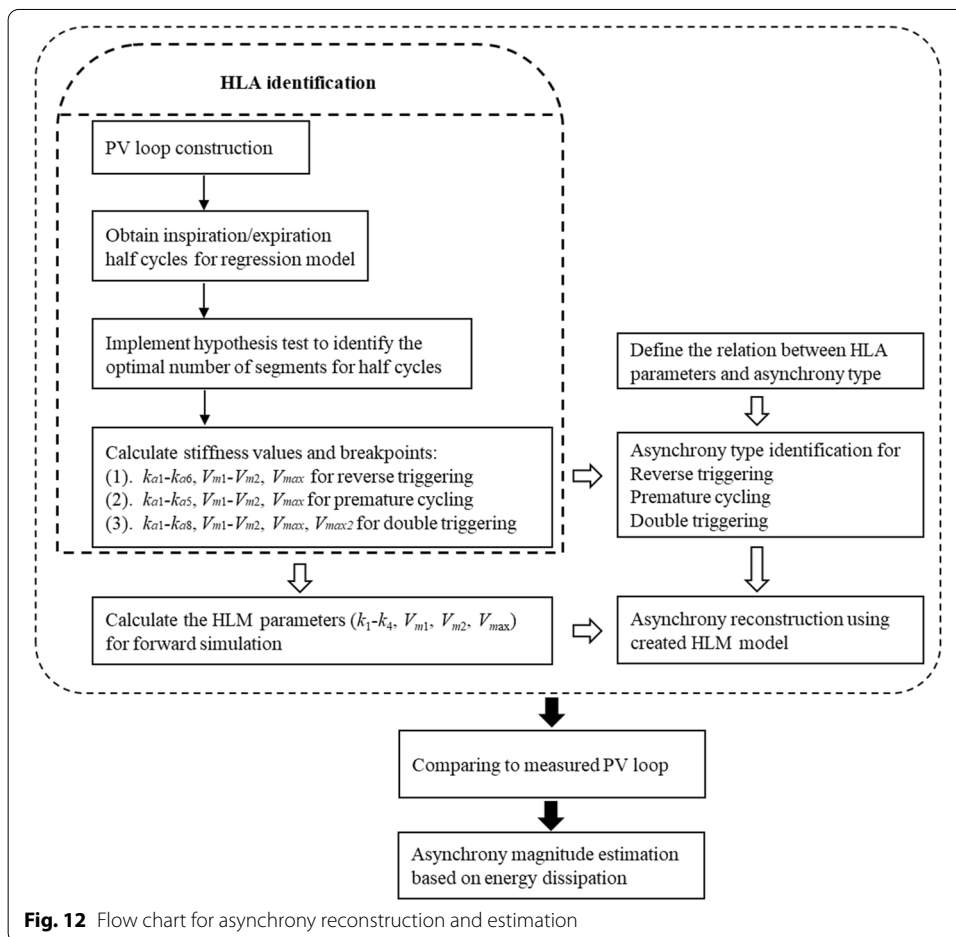 HLA identification
PV loop construction
Obtain inspiration/expiration
half cycles for regression model
Implement hypothesis test to identify the
optimal number of segments for half cycles
Calculate stiffness values and breakpoints:
(1). ka1-ka6, Vm1-Vm2, Vmax for reverse triggering
(2). ka1-ka5, Vm1-Vm2, Vmax for premature cycling
(3). ka1-ka8, Vm1-Vm2, Vmax, Vmax2 for double triggering
Define the relation between HLA
parameters and asynchrony type
Asynchrony type identification for
Reverse triggering
Premature cycling
Double triggering
Calculate the HLM parameters (k1-k4, Vm1, Vm2, Vmax)
for forward simulation
Asynchrony reconstruction using
created HLM model
Comparing to measured PV loop
Asynchrony magnitude estimation
based on energy dissipation
Fig. 12 Flow chart for asynchrony reconstruction and estimation